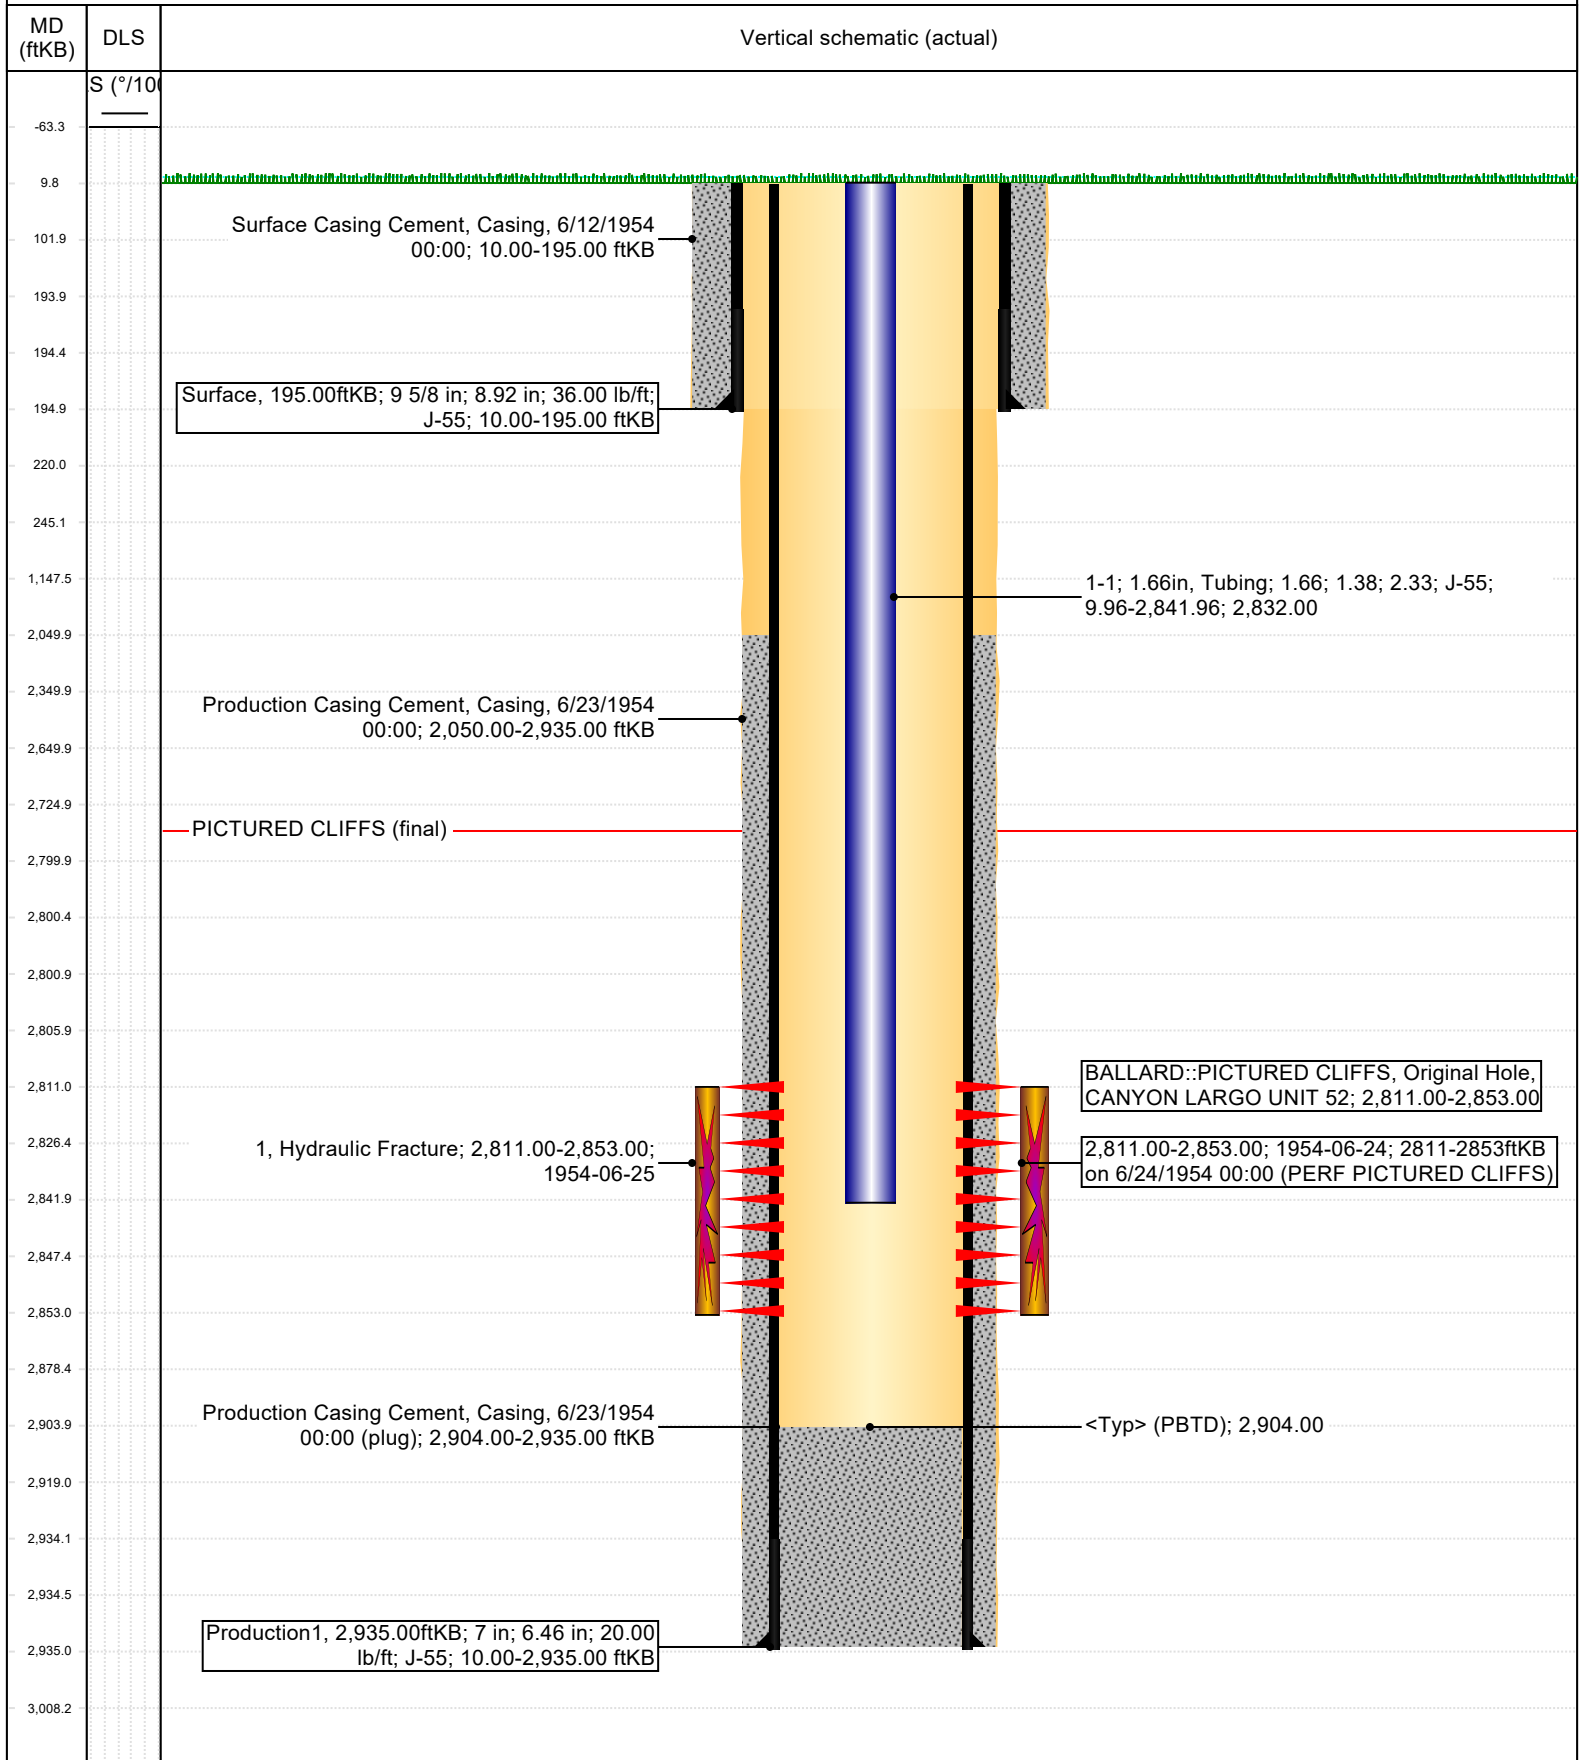 MD
(ftKB)
DLS
Vertical schematic (actual)
S (°/10
-63.3
9.8
101.9
193.9
194.4
194.9
220.0
245.1
1,147.5
2,049.9
2,349.9
2,649.9
2,724.9
2,799.9
2,800.4
2,800.9
2,805.9
2,811.0
2,826.4
2,841.9
2,847.4
2,853.0
2,878.4
2,903.9
2,919.0
2,934.1
2,934.5
2,935.0
3,008.2
Surface Casing Cement, Casing, 6/12/1954
00:00; 10.00-195.00 ftKB
Surface, 195.00ftKB; 9 5/8 in; 8.92 in; 36.00 lb/ft;
J-55; 10.00-195.00 ftKB
1-1; 1.66in, Tubing; 1.66; 1.38; 2.33; J-55;
9.96-2,841.96; 2,832.00
Production Casing Cement, Casing, 6/23/1954
00:00; 2,050.00-2,935.00 ftKB
PICTURED CLIFFS (final)
BALLARD::PICTURED CLIFFS, Original Hole,
CANYON LARGO UNIT 52; 2,811.00-2,853.00
1, Hydraulic Fracture; 2,811.00-2,853.00;
1954-06-25
2,811.00-2,853.00; 1954-06-24; 2811-2853ftKB
on 6/24/1954 00:00 (PERF PICTURED CLIFFS)
Production Casing Cement, Casing, 6/23/1954
00:00 (plug); 2,904.00-2,935.00 ftKB
<Typ> (PBTD); 2,904.00
Production1, 2,935.00ftKB; 7 in; 6.46 in; 20.00
lb/ft; J-55; 10.00-2,935.00 ftKB